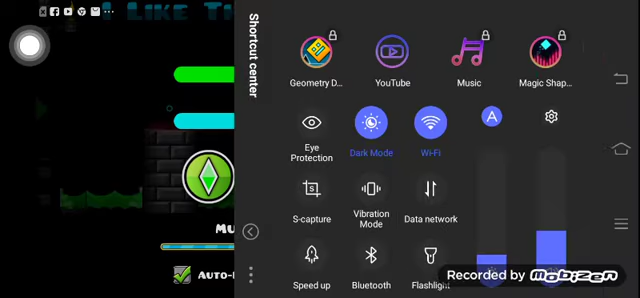 I Like Th
Shortcut center
Geometry D...
YouTube
Music
Magic Shap...
A
Eye Protection
Dark Mode
Wi-Fi
S
S-capture
Vibration Mode
Data network
Mu
Auto-
Speed up
Bluetooth
Flashlight
Recorded by Mobizen